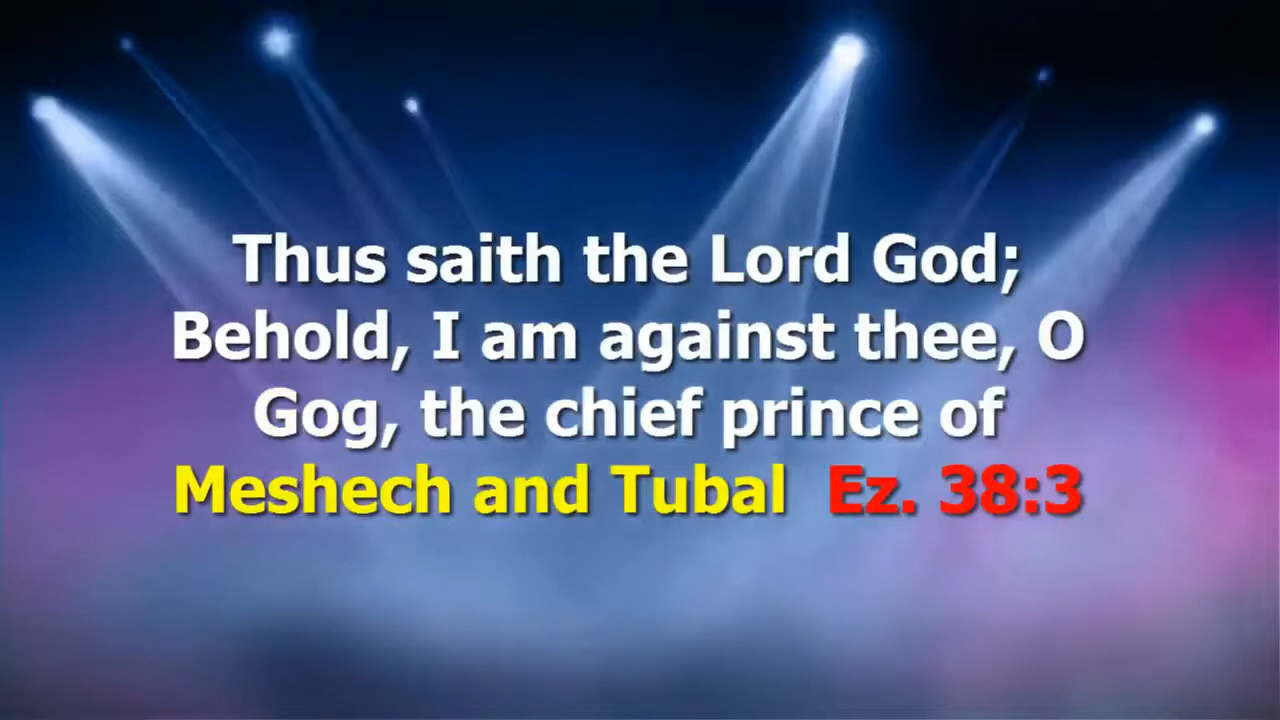 Thus saith the Lord God;
Behold, I am against thee, O
Gog, the chief prince of
Meshech and Tubal Ez. 38:3